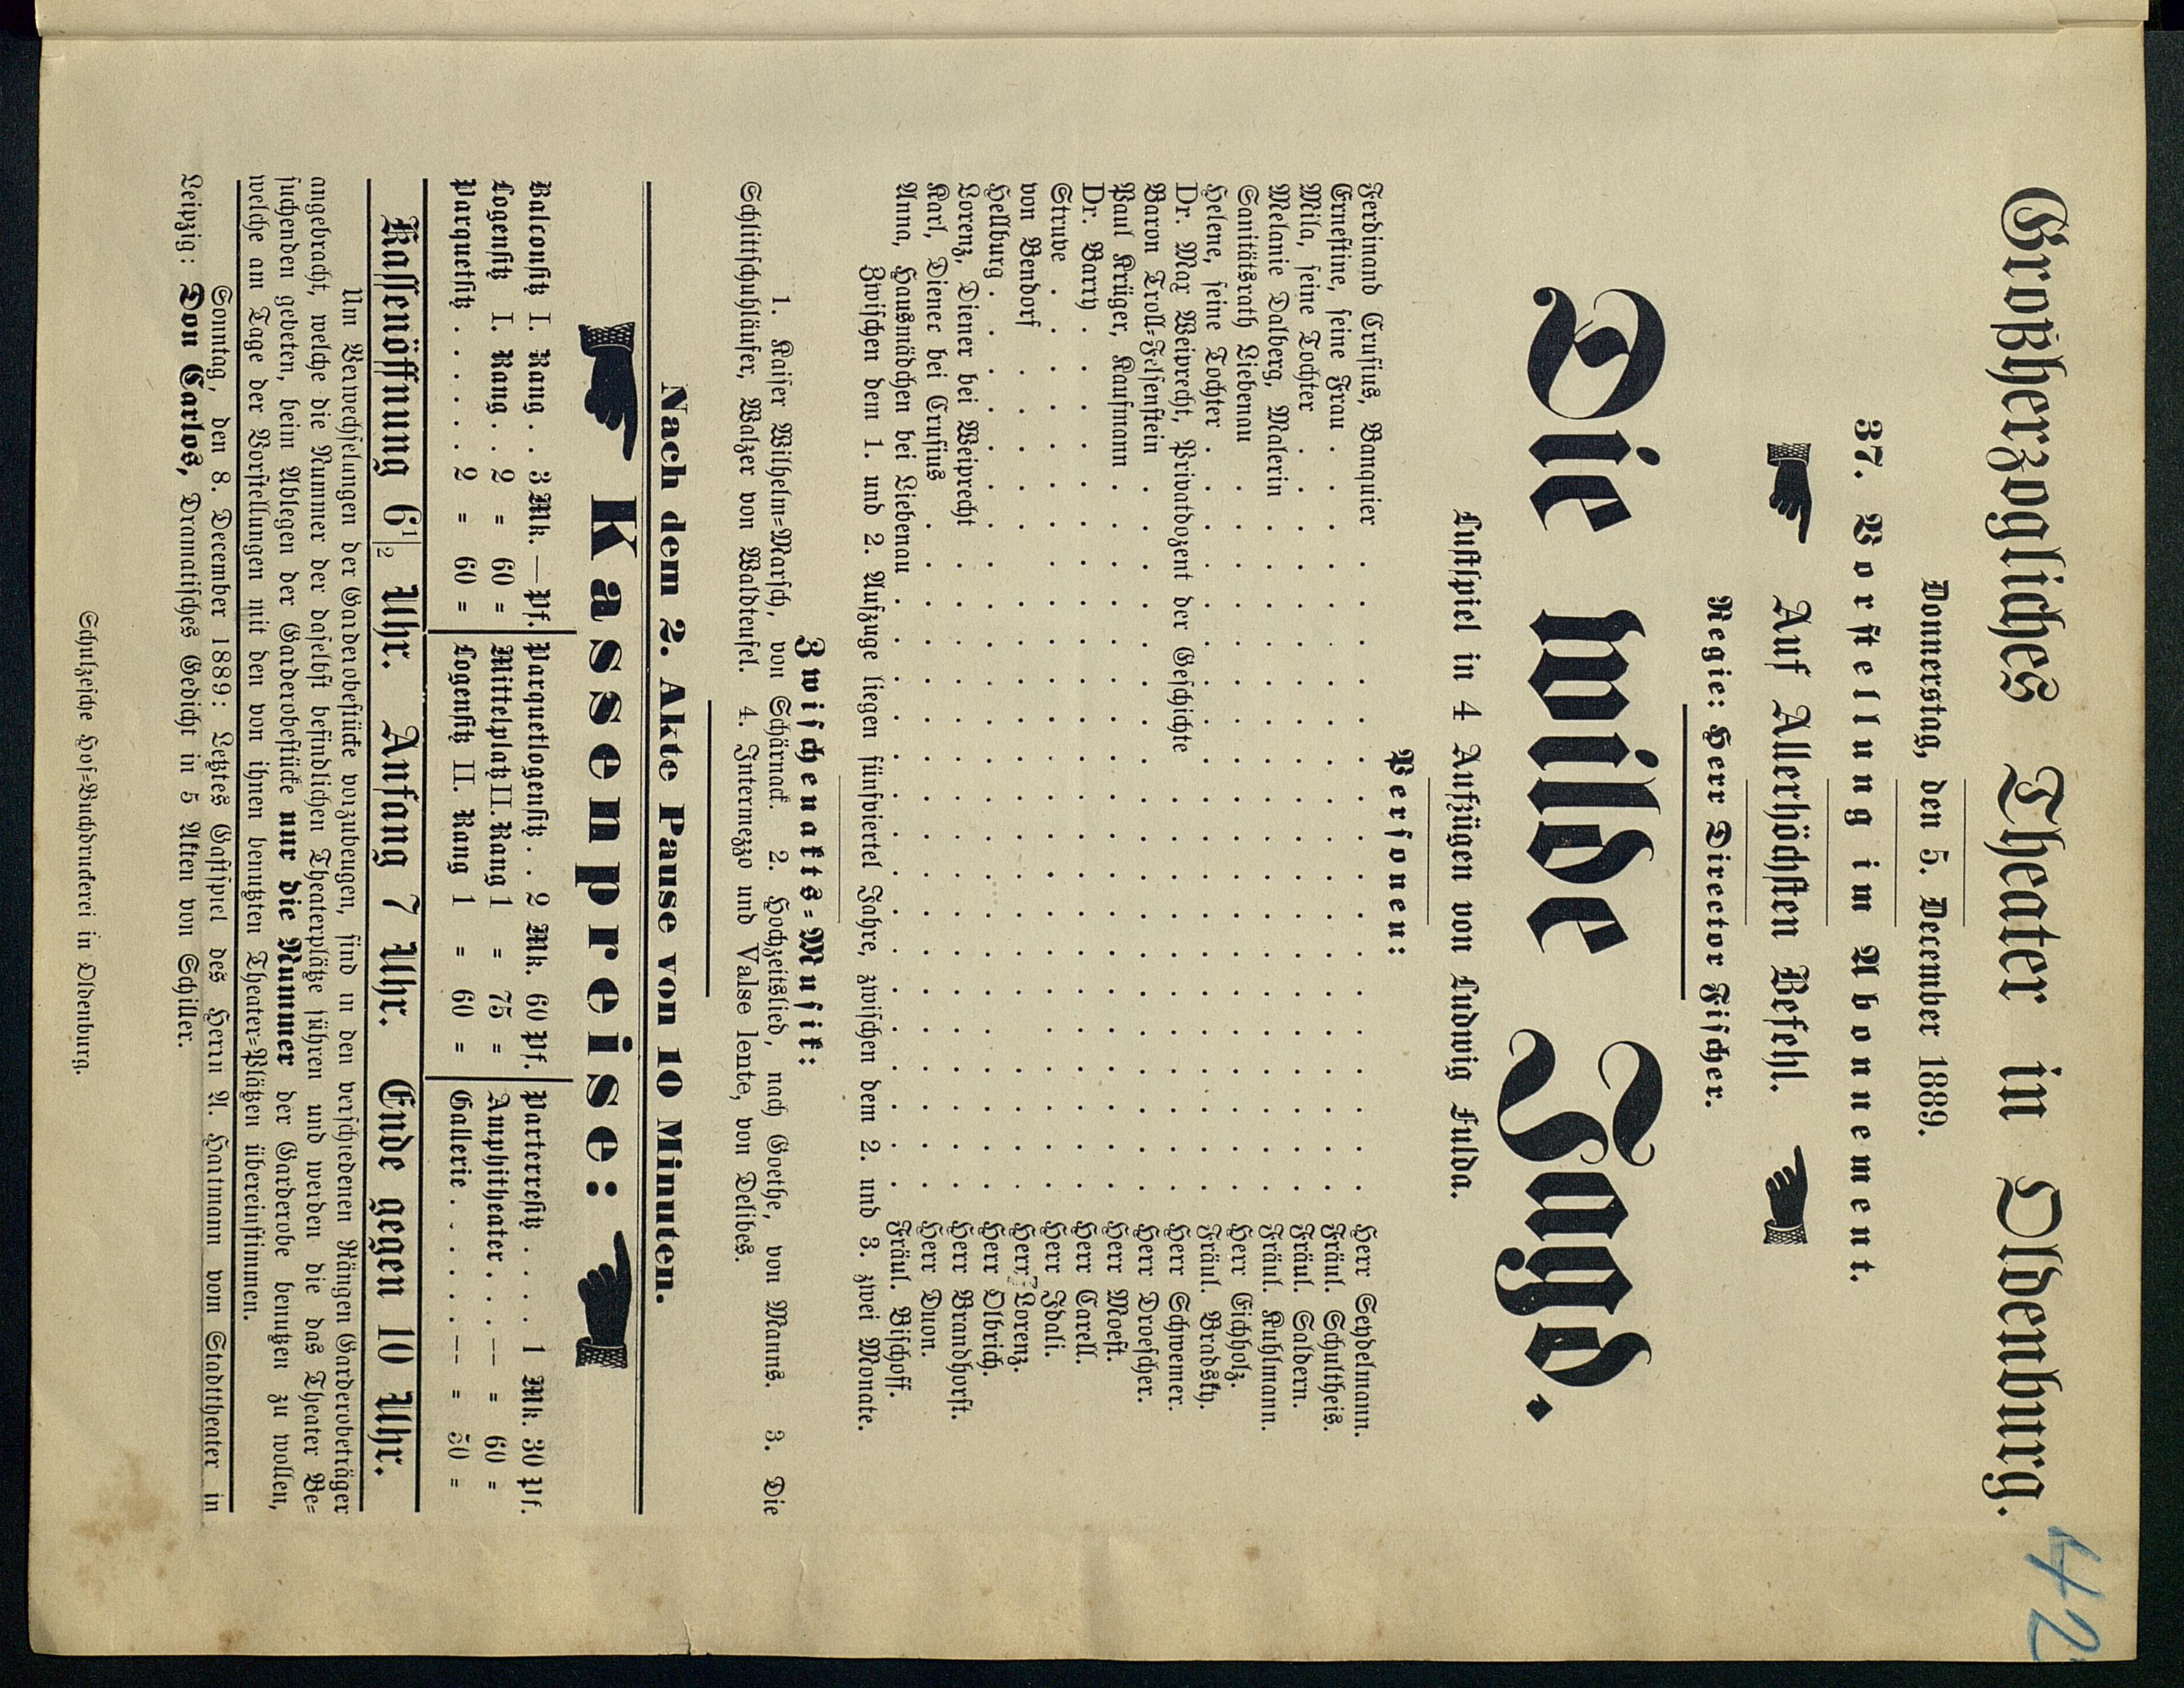 42
Großherzogliches Theater in Oldenburg.
Donnerstag, den 5. December 1889.
37. Vorstellung im Abonnement.
Auf Allerhöchsten Befehl.
Regie: Herr Director Fischer.
Die wilde Jagd.
Lustspiel in 4 Aufzügen von Ludwig Fulda.
Personen:
Ferdinand Crusius, Banquier . . . . . . . . . . Herr Seydelmann.
Ernestine, seine Frau . . . . . . . . . . Fräul. Schultheis.
Mila, seine Tochter . . . . . . . . . . Fräul. Saldern.
Melanie Dalberg, Malerin . . . . . . . . . . Fräul. Kuhlmann.
Sanitätsrath Liebenau . . . . . . . . . . Herr Eichholz.
Helene, seine Tochter . . . . . . . . . . Fräul. Bradsky.
Dr. Max Weiprecht, Privatdozent der Geschichte . . . . . . Herr Schwemer.
Baron Troll=Felsenstein . . . . . . . . . . Herr Droescher.
Paul Krüger, Kaufmann . . . . . . . . . . Herr Moest.
Dr. Barry . . . . . . . . . . Herr Carell.
Struve . . . . . . . . . . Herr Idali.
von Bendorf . . . . . . . . . . Herr Lorenz.
Hellburg . . . . . . . . . . Herr Olbrich.
Lorenz, Diener bei Weiprecht . . . . . . . . . . Herr Brandhorst.
Karl, Diener bei Crusius . . . . . . . . . . Herr Duon.
Anna, Hausmädchen bei Liebenau . . . . . . . . . . Fräul. Bischoff.
Zwischen dem 1. und 2. Aufzuge liegen fünfviertel Jahre, zwischen dem 2. und 3. zwei Monate.
Zwischenakts=Musik:
1. Kaiser Wilhelm=Marsch, von Schärnack. 2. Hochzeitslied, nach Goethe, von Manns. 3. Die
Schlittschuhläufer, Walzer von Waldteufel. 4. Intermezzo und Valse lente, von Delibes.
Nach dem 2. Akte Pause von 10 Minuten.
Kassenpreise:
Balconsitz I. Rang . . 3 Mk. — Pf. Parquetlogensitz . . 2 Mk. 60 Pf. Parterresitz . . . . 1 Mk. 30 Pf.
Logensitz I. Rang . . 2 = 60 = Mittelplatz II. Rang 1 = 75 = Amphitheater . . . — = 60 =
Parquetsitz . . . . . 2 = 60 = Logensitz II. Rang 1 = 60 = Gallerie . . . . . — = 30 =
Kassenöffnung 6 1/2 Uhr. Anfang 7 Uhr. Ende gegen 10 Uhr.
Um Verwechselungen der Garderobestücke vorzubeugen, sind in den verschiedenen Rängen Garderobeträger
angebracht, welche die Nummer der daselbst befindlichen Theaterplätze führen und werden die das Theater Be=
suchenden gebeten, beim Ablegen der Garderobestücke nur die Nummer der Garderobe benutzen zu wollen,
welche am Tage der Vorstellungen mit den von ihnen benutzten Theater=Plätzen übereinstimmen.
Sonntag, den 8. December 1889: Letztes Gastspiel des Herrn A. Hartmann vom Stadttheater in
Leipzig: Don Carlos, Dramatisches Gedicht in 5 Akten von Schiller.
Schulzesche Hof=Buchdruckerei in Oldenburg.